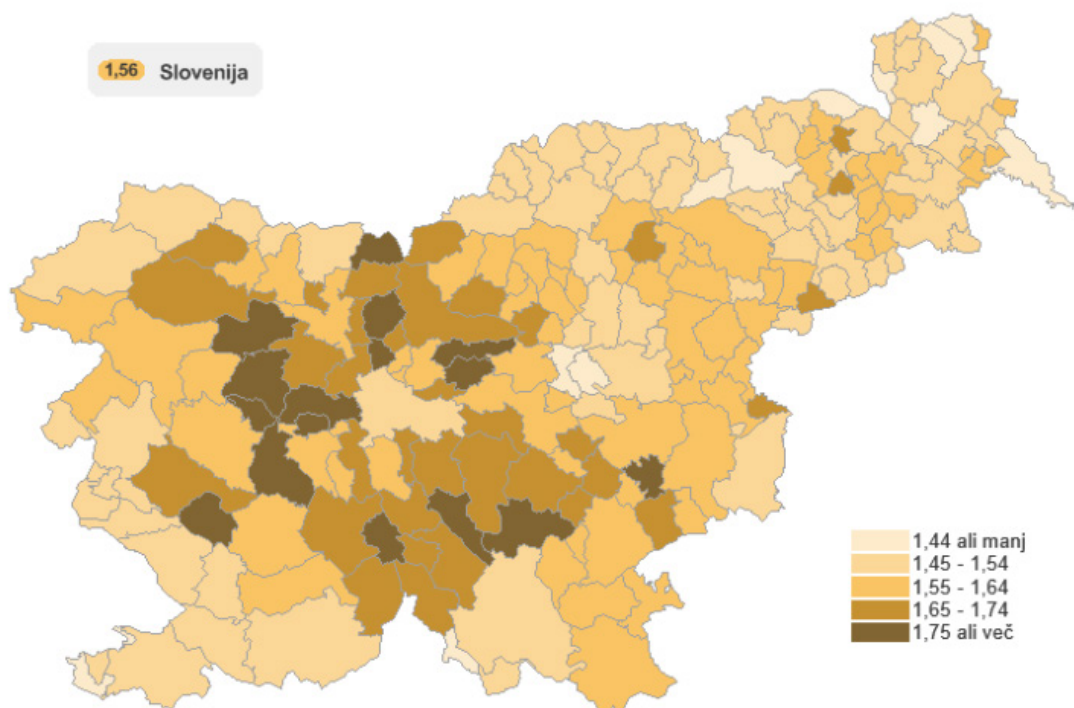 1,56 Slovenija
1,44 ali manj
1,45 - 1,54
1,55 - 1,64
1,65 - 1,74
1,75 ali več